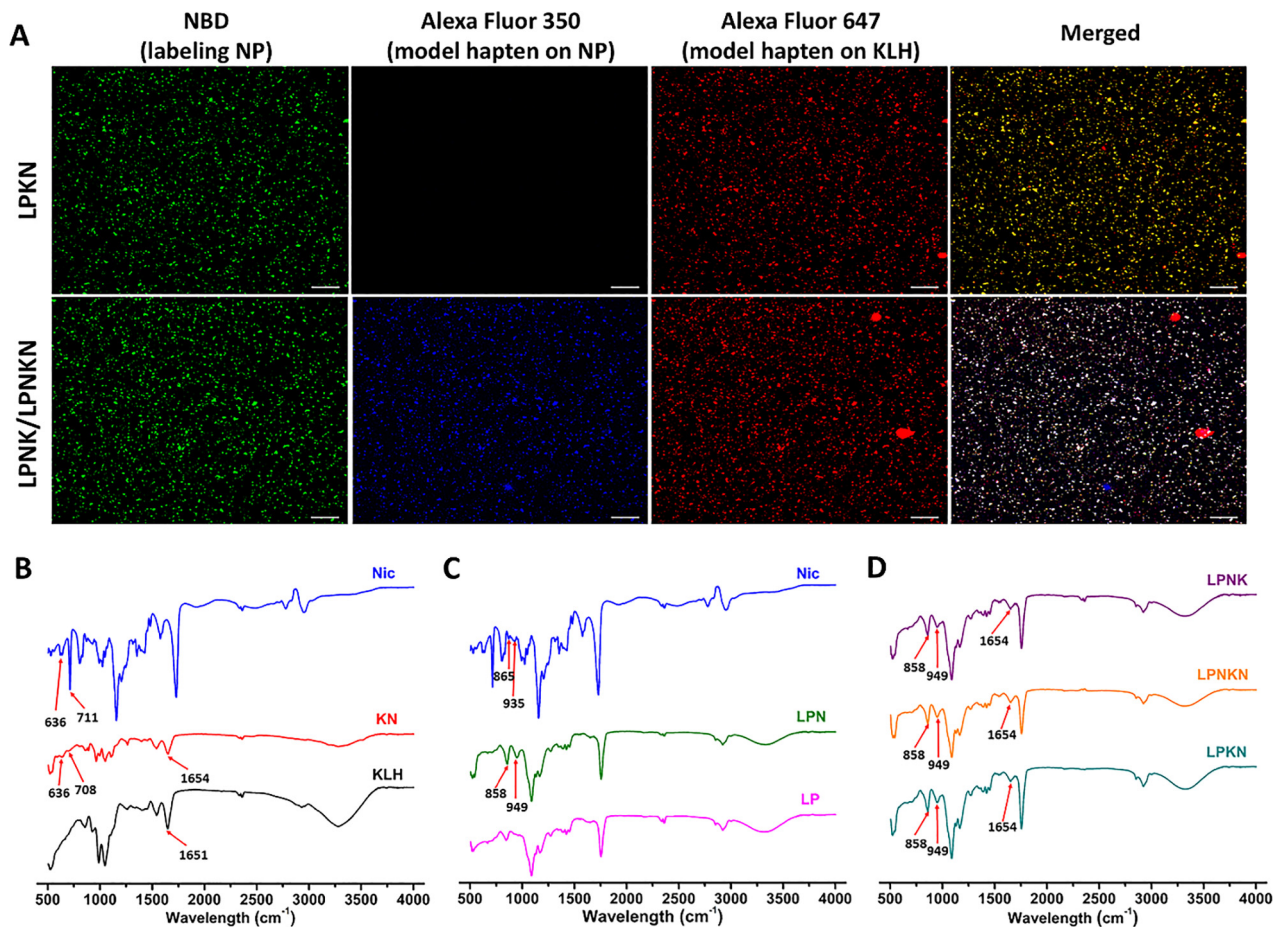 A
NBD
(labeling NP)
Alexa Fluor 350
(model hapten on NP)
Alexa Fluor 647
(model hapten on KLH)
Merged
LPKN
LPNK/LPNKN
B
Nic
636
711
KN
636
708
1654
KLH
1651
500 1000 1500 2000 2500 3000 3500 4000
Wavelength (cm-1)
C
Nic
865
935
LPN
858
949
LP
500 1000 1500 2000 2500 3000 3500 4000
Wavelength (cm-1)
D
LPNK
858
949
1654
LPNKN
858
949
1654
LPKN
858
949
1654
500 1000 1500 2000 2500 3000 3500 4000
Wavelength (cm-1)